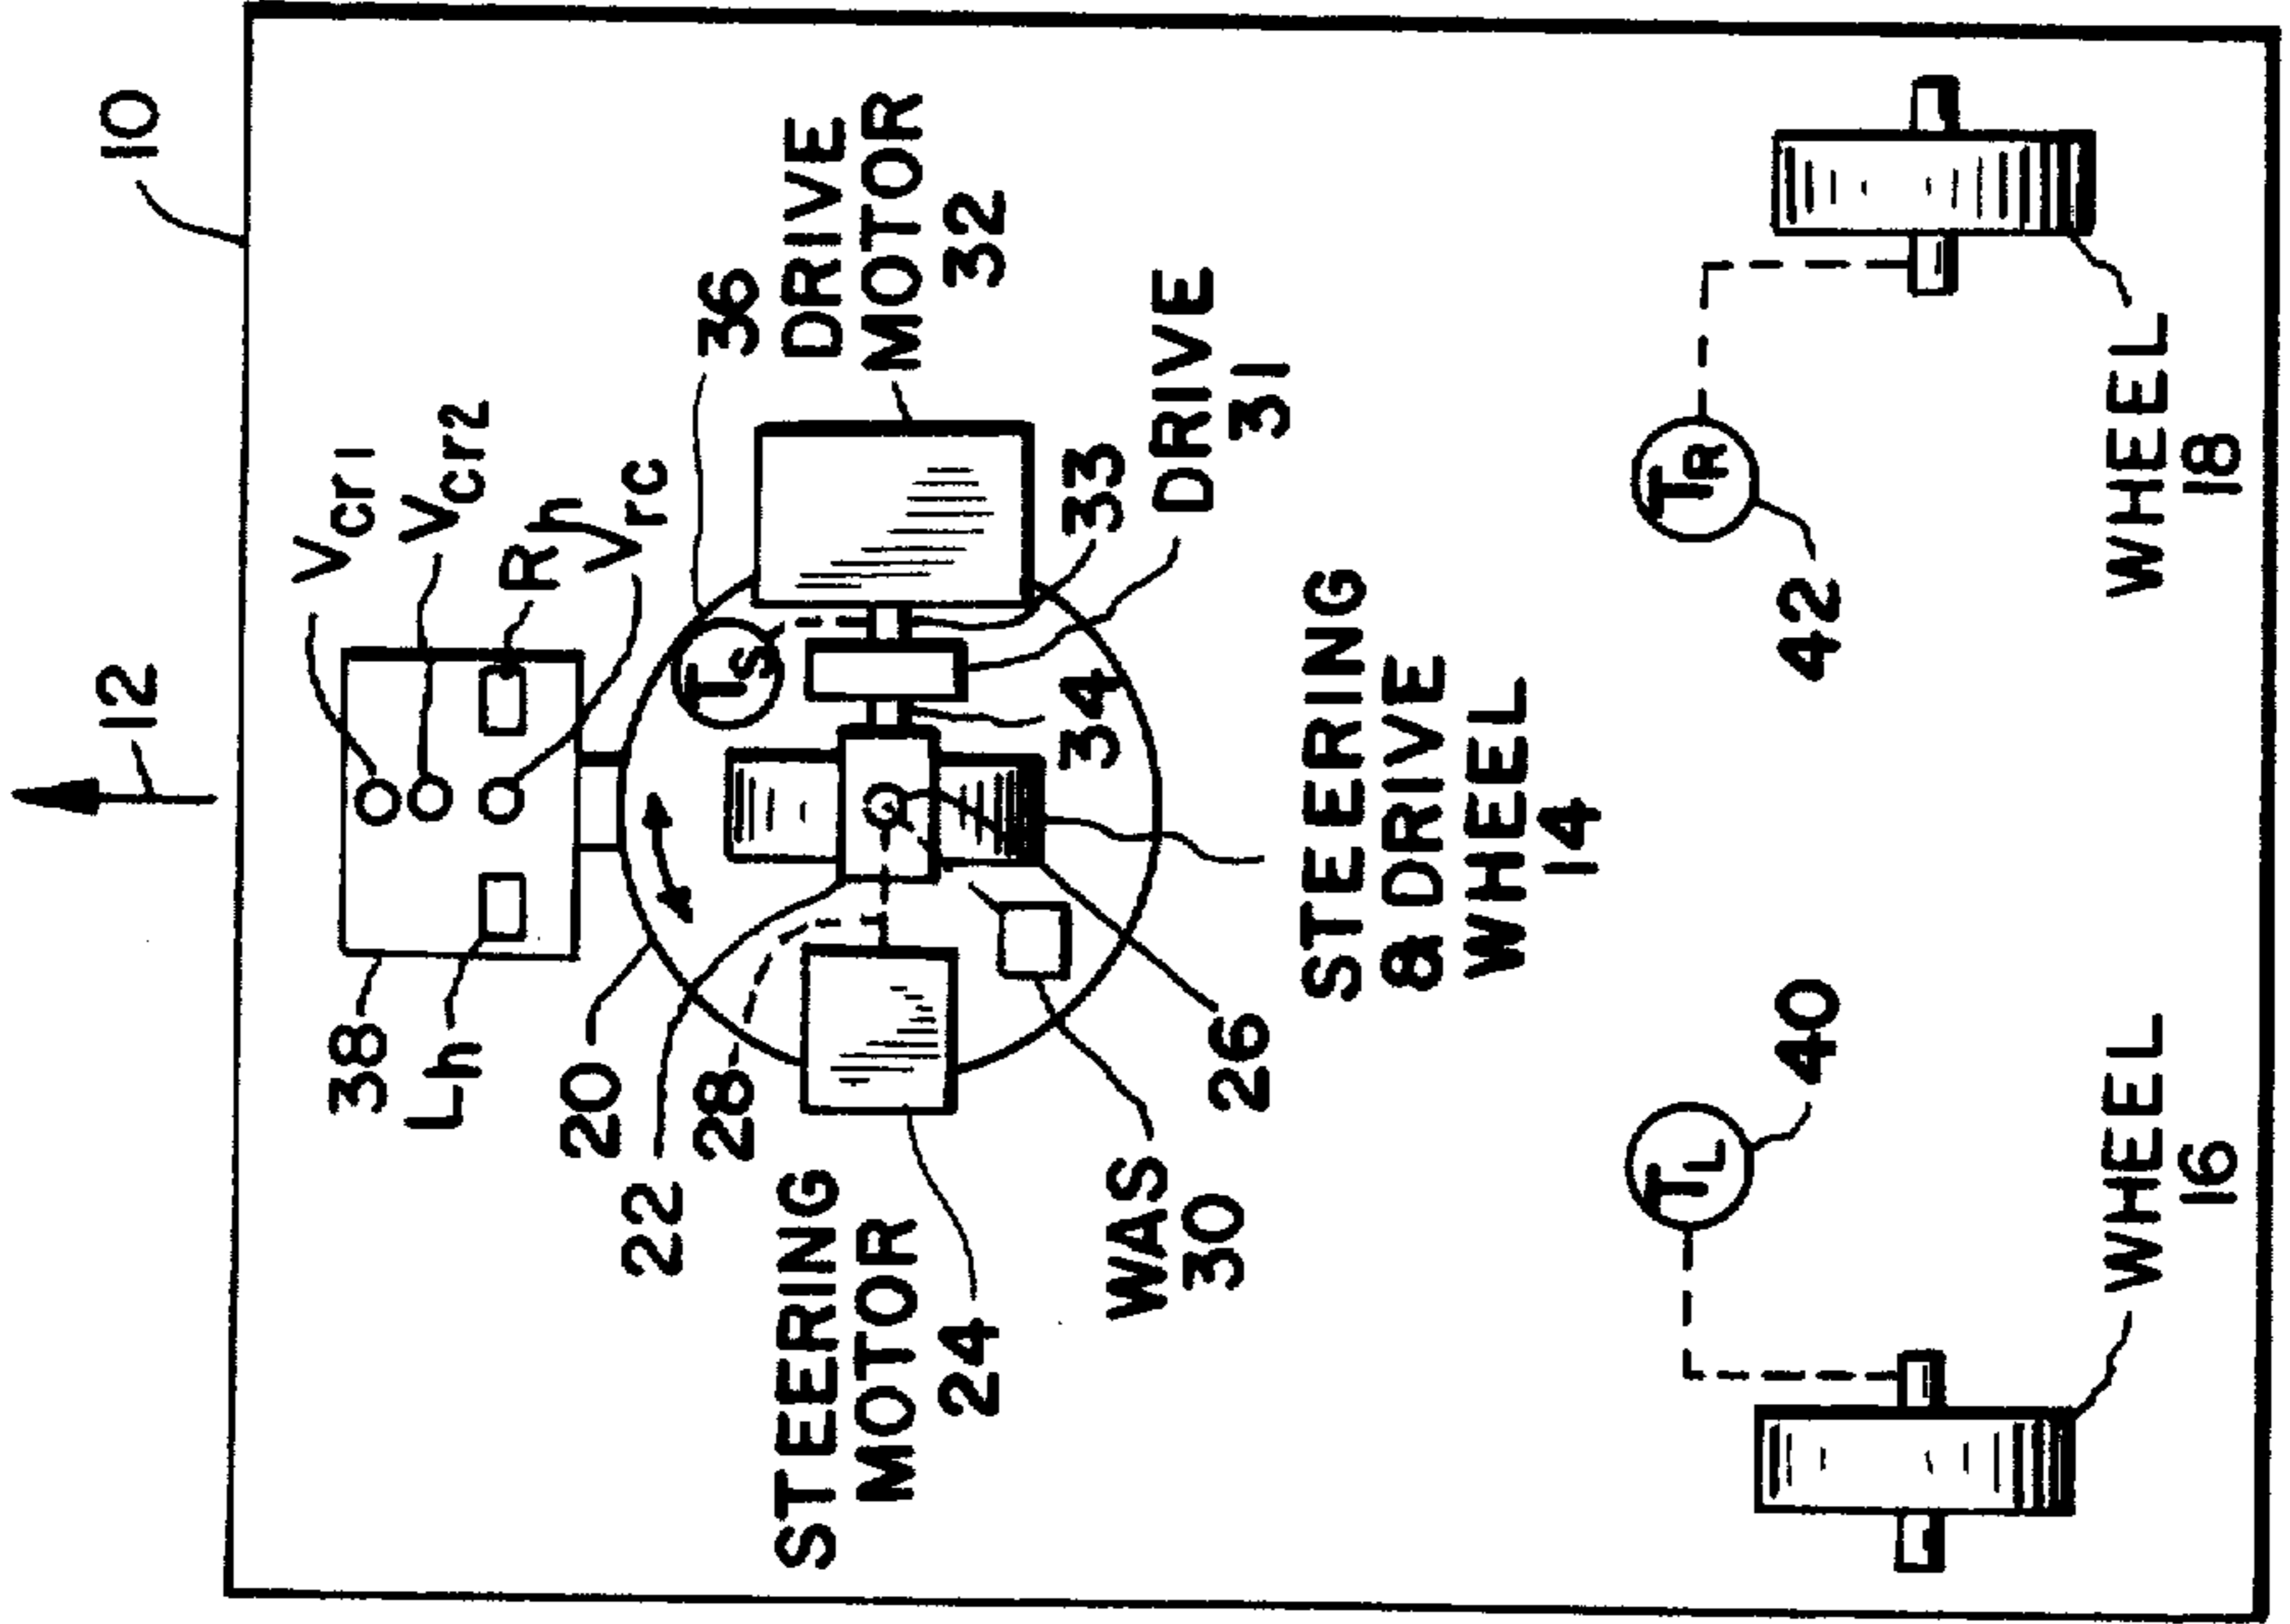 10
12
Vcr1
Vcr2
Rh
Vrc
38
Lh
20
22
28
36
DRIVE
MOTOR
32
TS
33
DRIVE
31
34
STEERING
MOTOR
24
WAS
30
26
STEERING
& DRIVE
WHEEL
14
TL
40
TR
42
WHEEL
16
WHEEL
18